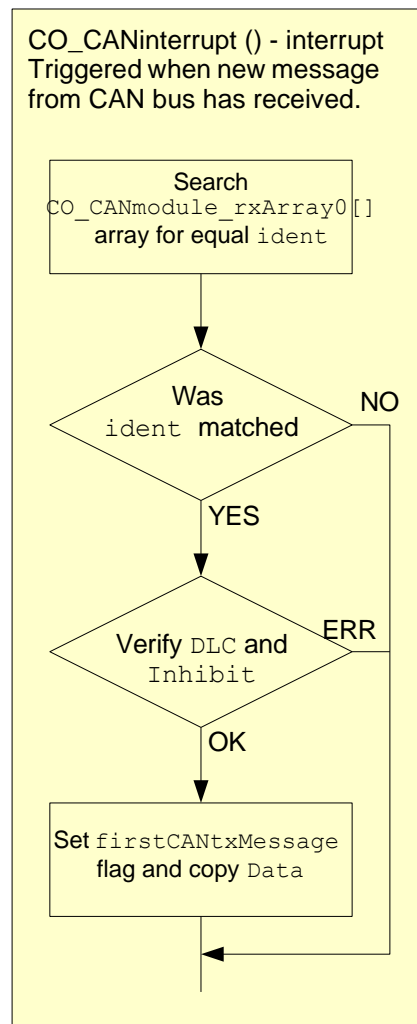 CO_CANinterrupt () - interrupt
Triggered when new message
from CAN bus has received.
Search
CO_CANmodule_rxArray0[]
array for equal ident
Was
ident matched
NO
YES
Verify DLC and
Inhibit
ERR
OK
Set firstCANtxMessage
flag and copy Data